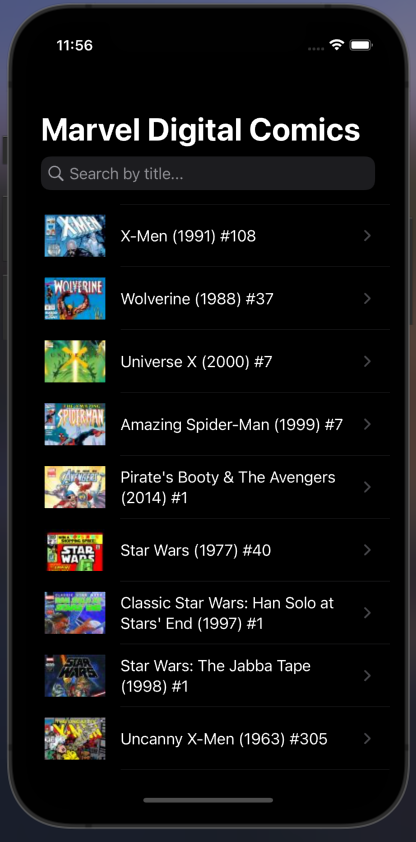 11:56
Marvel Digital Comics
Search by title...
X-MEN
X-Men (1991) #108
WOLVERINE
Wolverine (1988) #37
Universe X (2000) #7
SPIDER-MAN
Amazing Spider-Man (1999) #7
AVENGERS
Pirate's Booty & The Avengers
(2014) #1
STAR
WARS
Star Wars (1977) #40
Classic Star Wars: Han Solo at
Stars' End (1997) #1
STAR
WARS
Star Wars: The Jabba Tape
(1998) #1
Uncanny X-Men (1963) #305